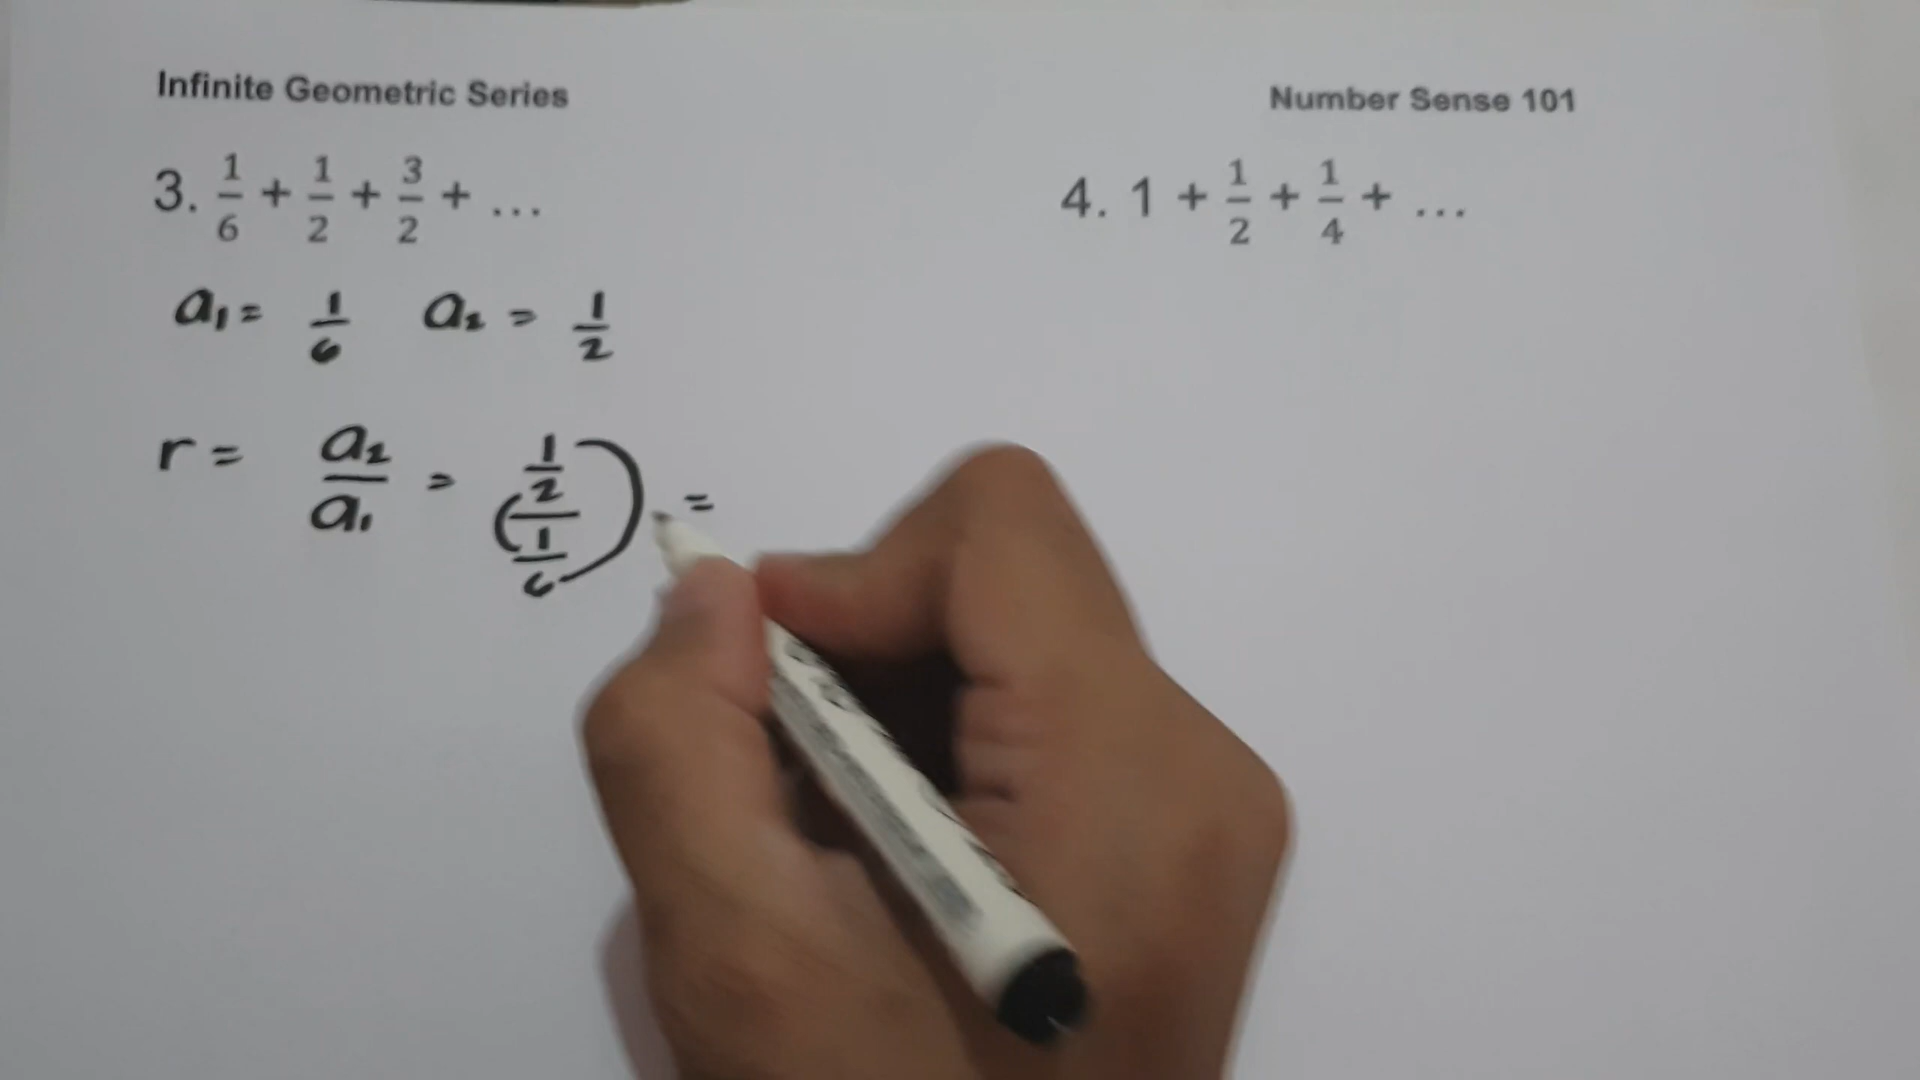 Infinite Geometric Series
Number Sense 101
3. 1/6 + 1/2 + 3/2 + ...
4. 1 + 1/2 + 1/4 + ...
a₁ = 1/6 a₂ = 1/2
r = a₂/a₁ = (1/2)/(1/6) =